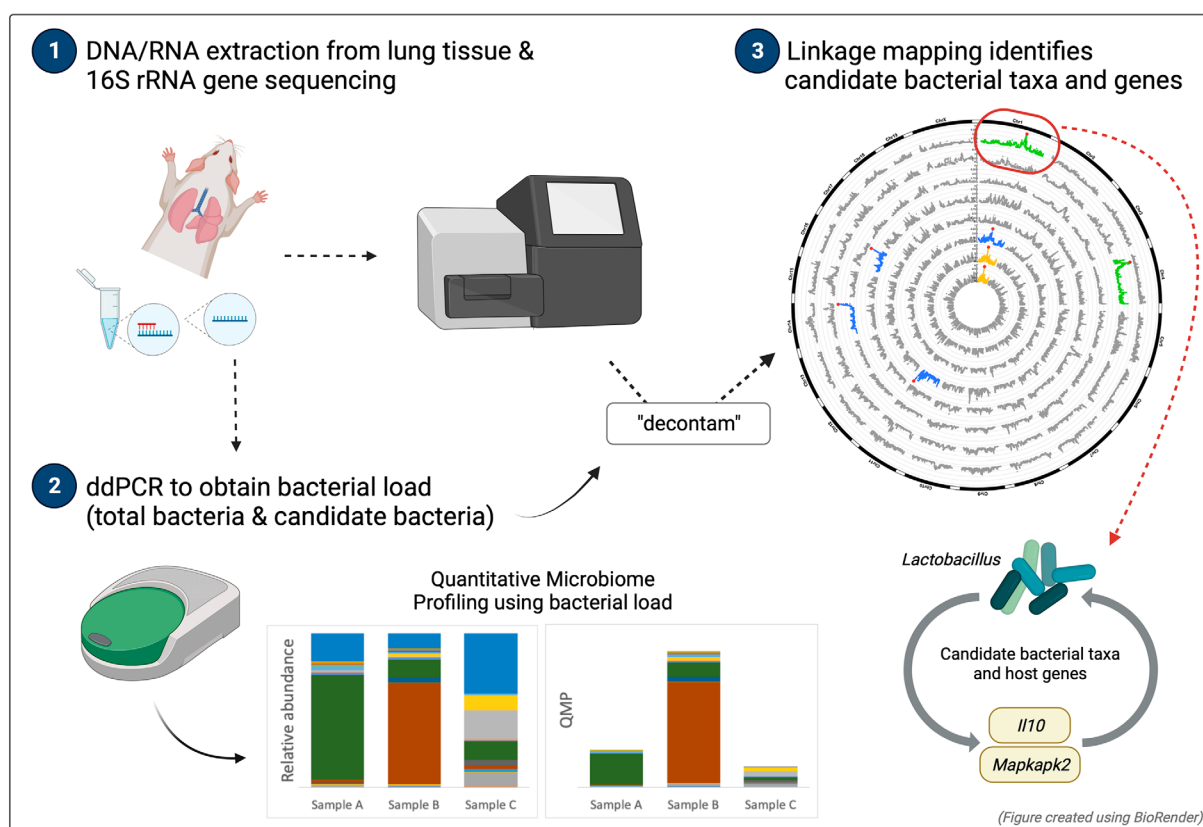 1
DNA/RNA extraction from lung tissue &
16S rRNA gene sequencing
3
Linkage mapping identifies
candidate bacterial taxa and genes
"decontam"
2
ddPCR to obtain bacterial load
(total bacteria & candidate bacteria)
Quantitative Microbiome
Profiling using bacterial load
Relative abundance
Sample A Sample B Sample C
QMP
Sample A Sample B Sample C
Lactobacillus
Candidate bacterial taxa
and host genes
Il10
Mapkapk2
(Figure created using BioRender)